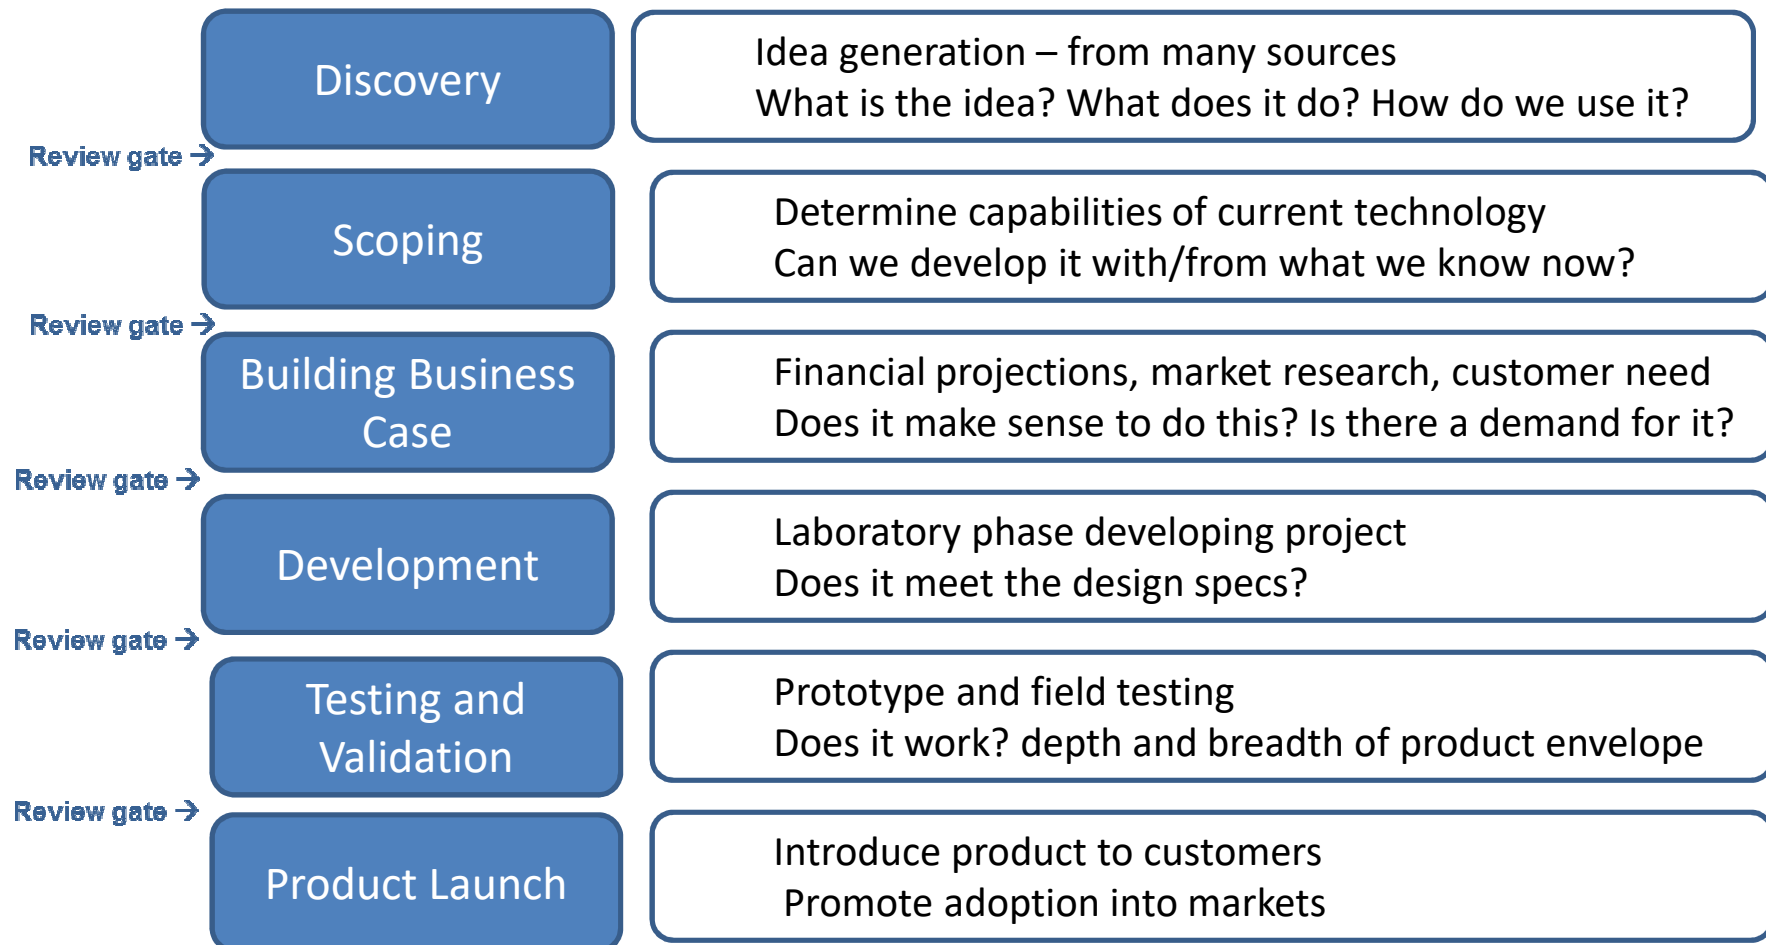 Discovery
Idea generation – from many sources
What is the idea? What does it do? How do we use it?
Review gate →
Scoping
Determine capabilities of current technology
Can we develop it with/from what we know now?
Review gate →
Building Business
Case
Financial projections, market research, customer need
Does it make sense to do this? Is there a demand for it?
Review gate →
Development
Laboratory phase developing project
Does it meet the design specs?
Review gate →
Testing and
Validation
Prototype and field testing
Does it work? depth and breadth of product envelope
Review gate →
Product Launch
Introduce product to customers
Promote adoption into markets